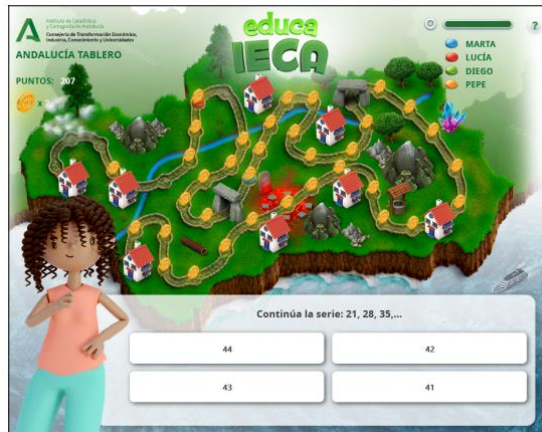 Instituto de Estadística
y Cartografía de Andalucía
Consejería de Transformación Económica,
Industria, Conocimiento y Universidades
ANDALUCÍA TABLERO
PUNTOS: 207
x
educa
IECA
?
MARTA
LUCÍA
DIEGO
PEPE
Continúa la serie: 21, 28, 35,...
44
42
43
41